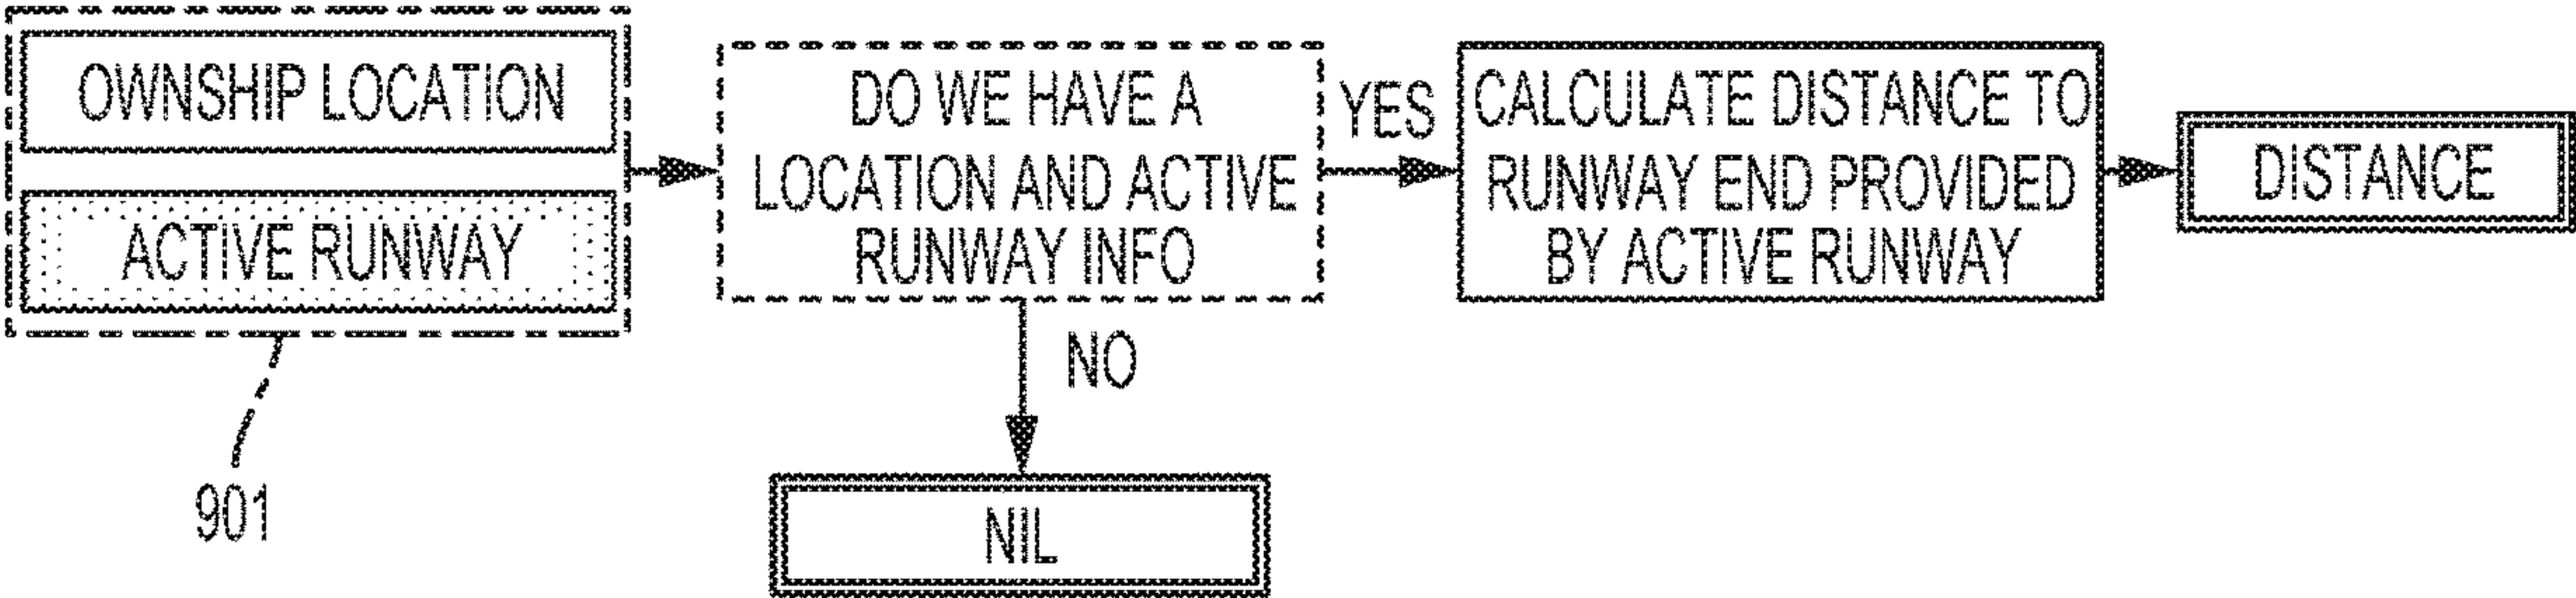 OWNSHIP LOCATION
ACTIVE RUNWAY
901
DO WE HAVE A
LOCATION AND ACTIVE
RUNWAY INFO
YES
NO
NIL
CALCULATE DISTANCE TO
RUNWAY END PROVIDED
BY ACTIVE RUNWAY
DISTANCE